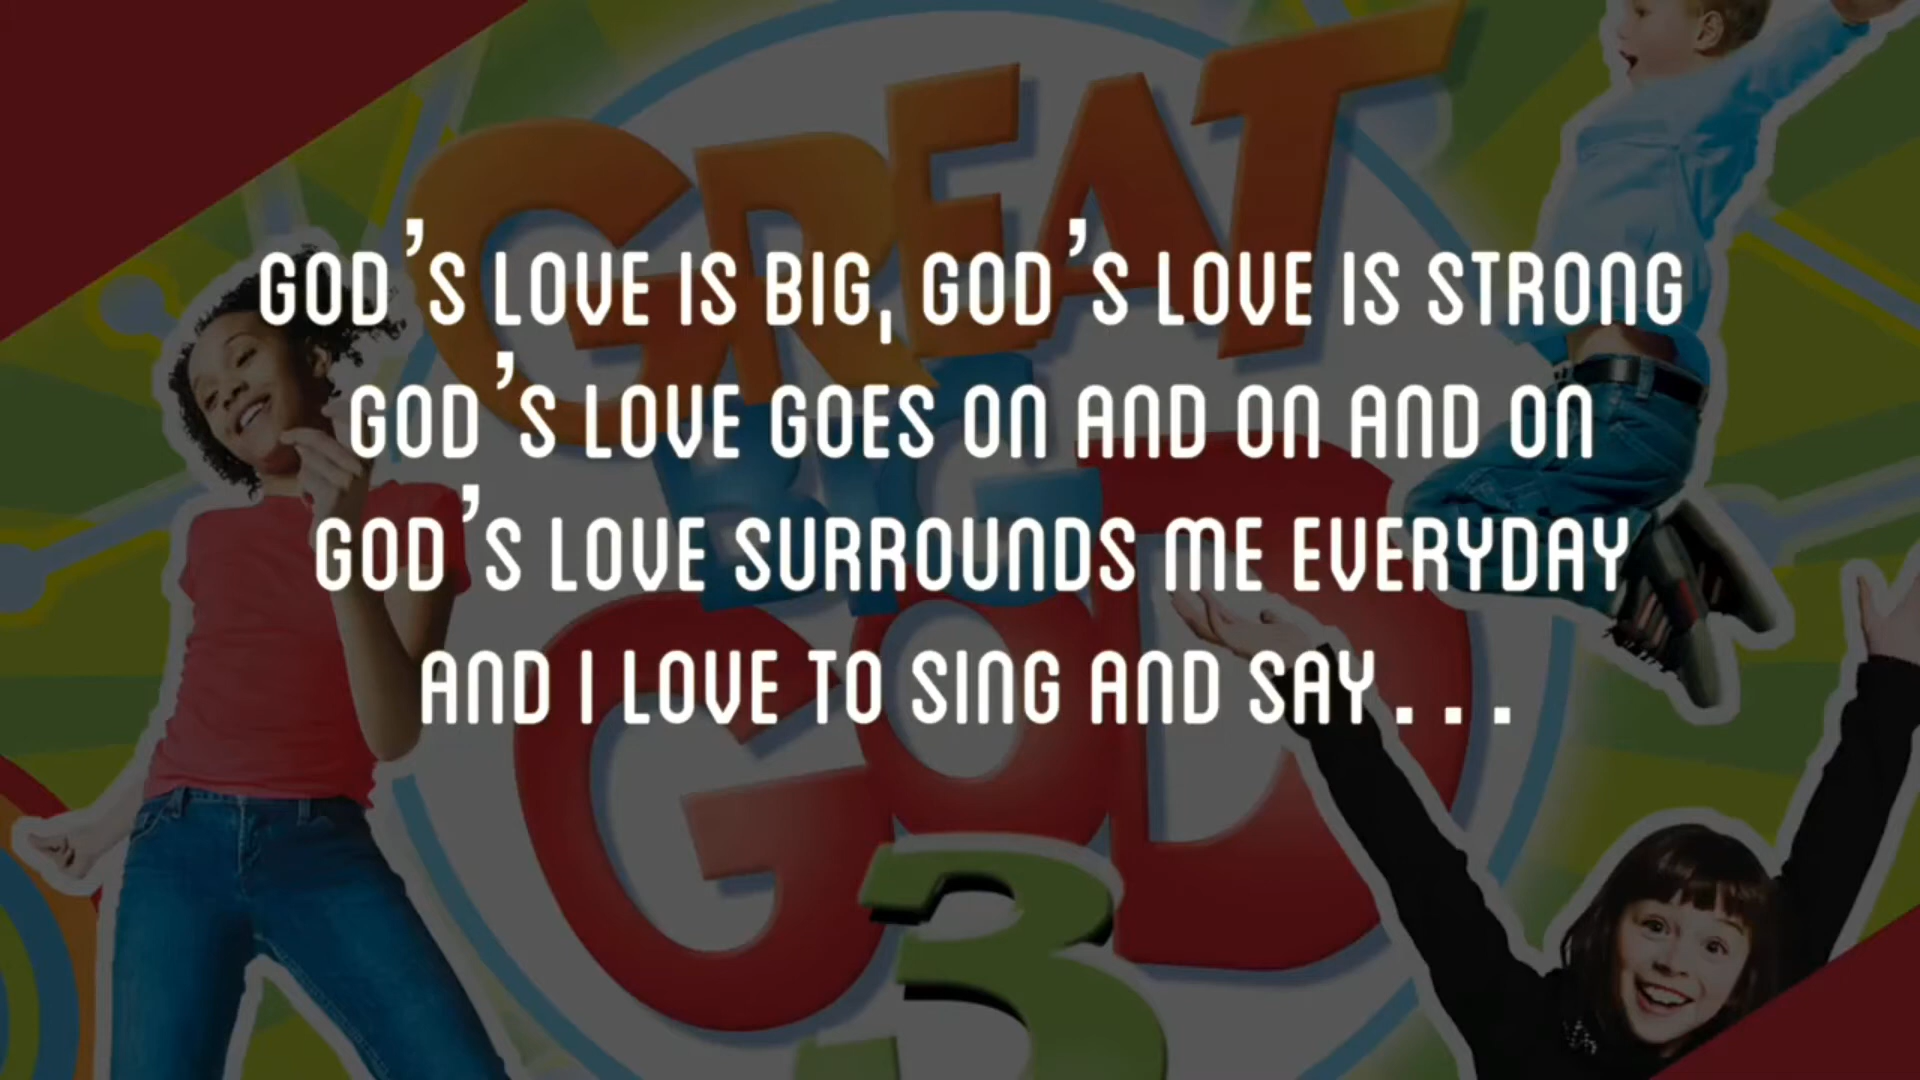 GREAT
BIG
GOD
3
GOD'S LOVE IS BIG, GOD'S LOVE IS STRONG
GOD'S LOVE GOES ON AND ON AND ON
GOD'S LOVE SURROUNDS ME EVERYDAY
AND I LOVE TO SING AND SAY...